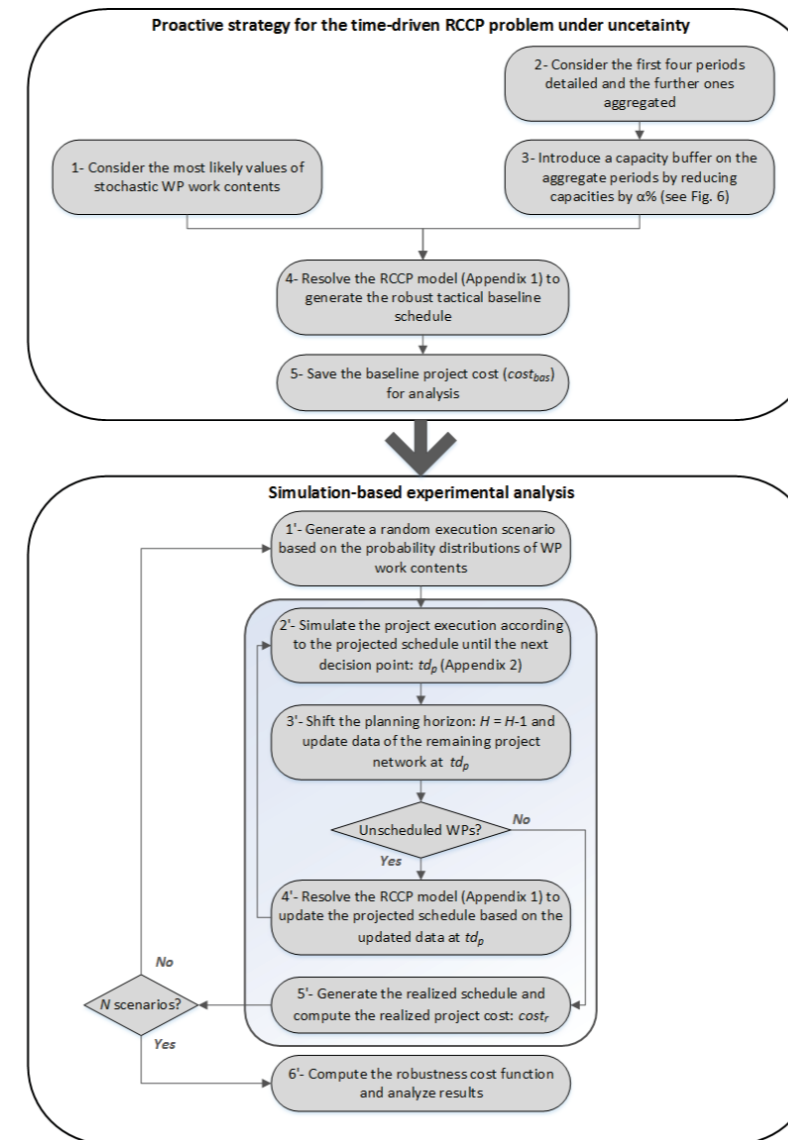 Proactive strategy for the time-driven RCCP problem under uncetainty
2- Consider the first four periods
detailed and the further ones
aggregated
1- Consider the most likely values of
stochastic WP work contents
3- Introduce a capacity buffer on the
aggregate periods by reducing
capacities by α% (see Fig. 6)
4- Resolve the RCCP model (Appendix 1) to
generate the robust tactical baseline
schedule
5- Save the baseline project cost (cost_bas)
for analysis
Simulation-based experimental analysis
1'- Generate a random execution scenario
based on the probability distributions of WP
work contents
2'- Simulate the project execution according
to the projected schedule until the next
decision point: td_p (Appendix 2)
3'- Shift the planning horizon: H = H-1 and
update data of the remaining project
network at td_p
Unscheduled WPs?
No
Yes
4'- Resolve the RCCP model (Appendix 1) to
update the projected schedule based on the
updated data at td_p
No
N scenarios?
Yes
5'- Generate the realized schedule and
compute the realized project cost: cost_r
6'- Compute the robustness cost function
and analyze results